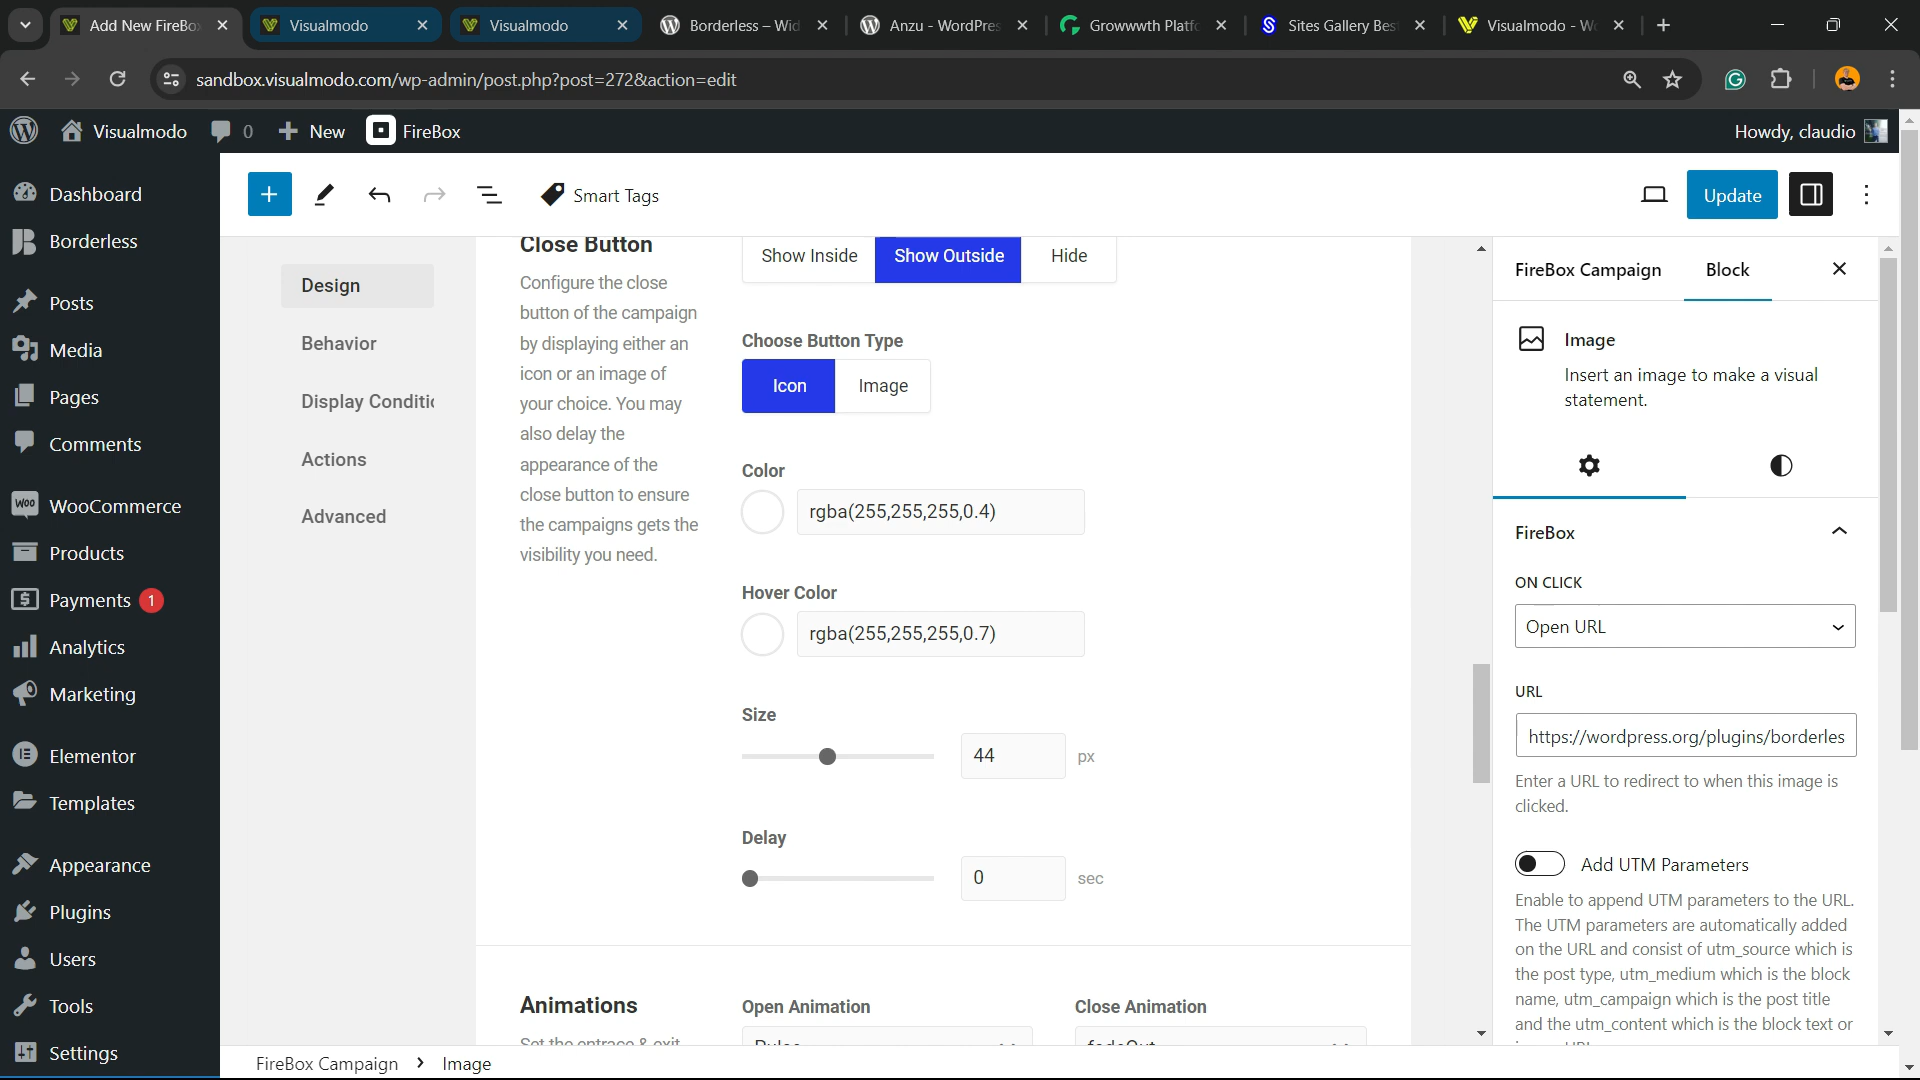 Add New FireBo
Visualmodo
Visualmodo
Borderless – Wid
Anzu - WordPres
Growwwth Platfo
Sites Gallery Bes
Visualmodo - Wo
sandbox.visualmodo.com/wp-admin/post.php?post=272&action=edit
Visualmodo
0
New
FireBox
Howdy, claudio
Dashboard
Borderless
Posts
Media
Pages
Comments
WooCommerce
Products
Payments 1
Analytics
Marketing
Elementor
Templates
Appearance
Plugins
Users
Tools
Settings
Smart Tags
Update
Design
Behavior
Display Conditio
Actions
Advanced
Close Button
Configure the close
button of the campaign
by displaying either an
icon or an image of
your choice. You may
also delay the
appearance of the
close button to ensure
the campaigns gets the
visibility you need.
Show Inside
Show Outside
Hide
Choose Button Type
Icon
Image
Color
rgba(255,255,255,0.4)
Hover Color
rgba(255,255,255,0.7)
Size
44
px
Delay
0
sec
Animations
Open Animation
Close Animation
FireBox Campaign
Block
Image
Insert an image to make a visual
statement.
FireBox
ON CLICK
Open URL
URL
https://wordpress.org/plugins/borderles
Enter a URL to redirect to when this image is
clicked.
Add UTM Parameters
Enable to append UTM parameters to the URL.
The UTM parameters are automatically added
on the URL and consist of utm_source which is
the post type, utm_medium which is the block
name, utm_campaign which is the post title
and the utm_content which is the block text or
FireBox Campaign
Image